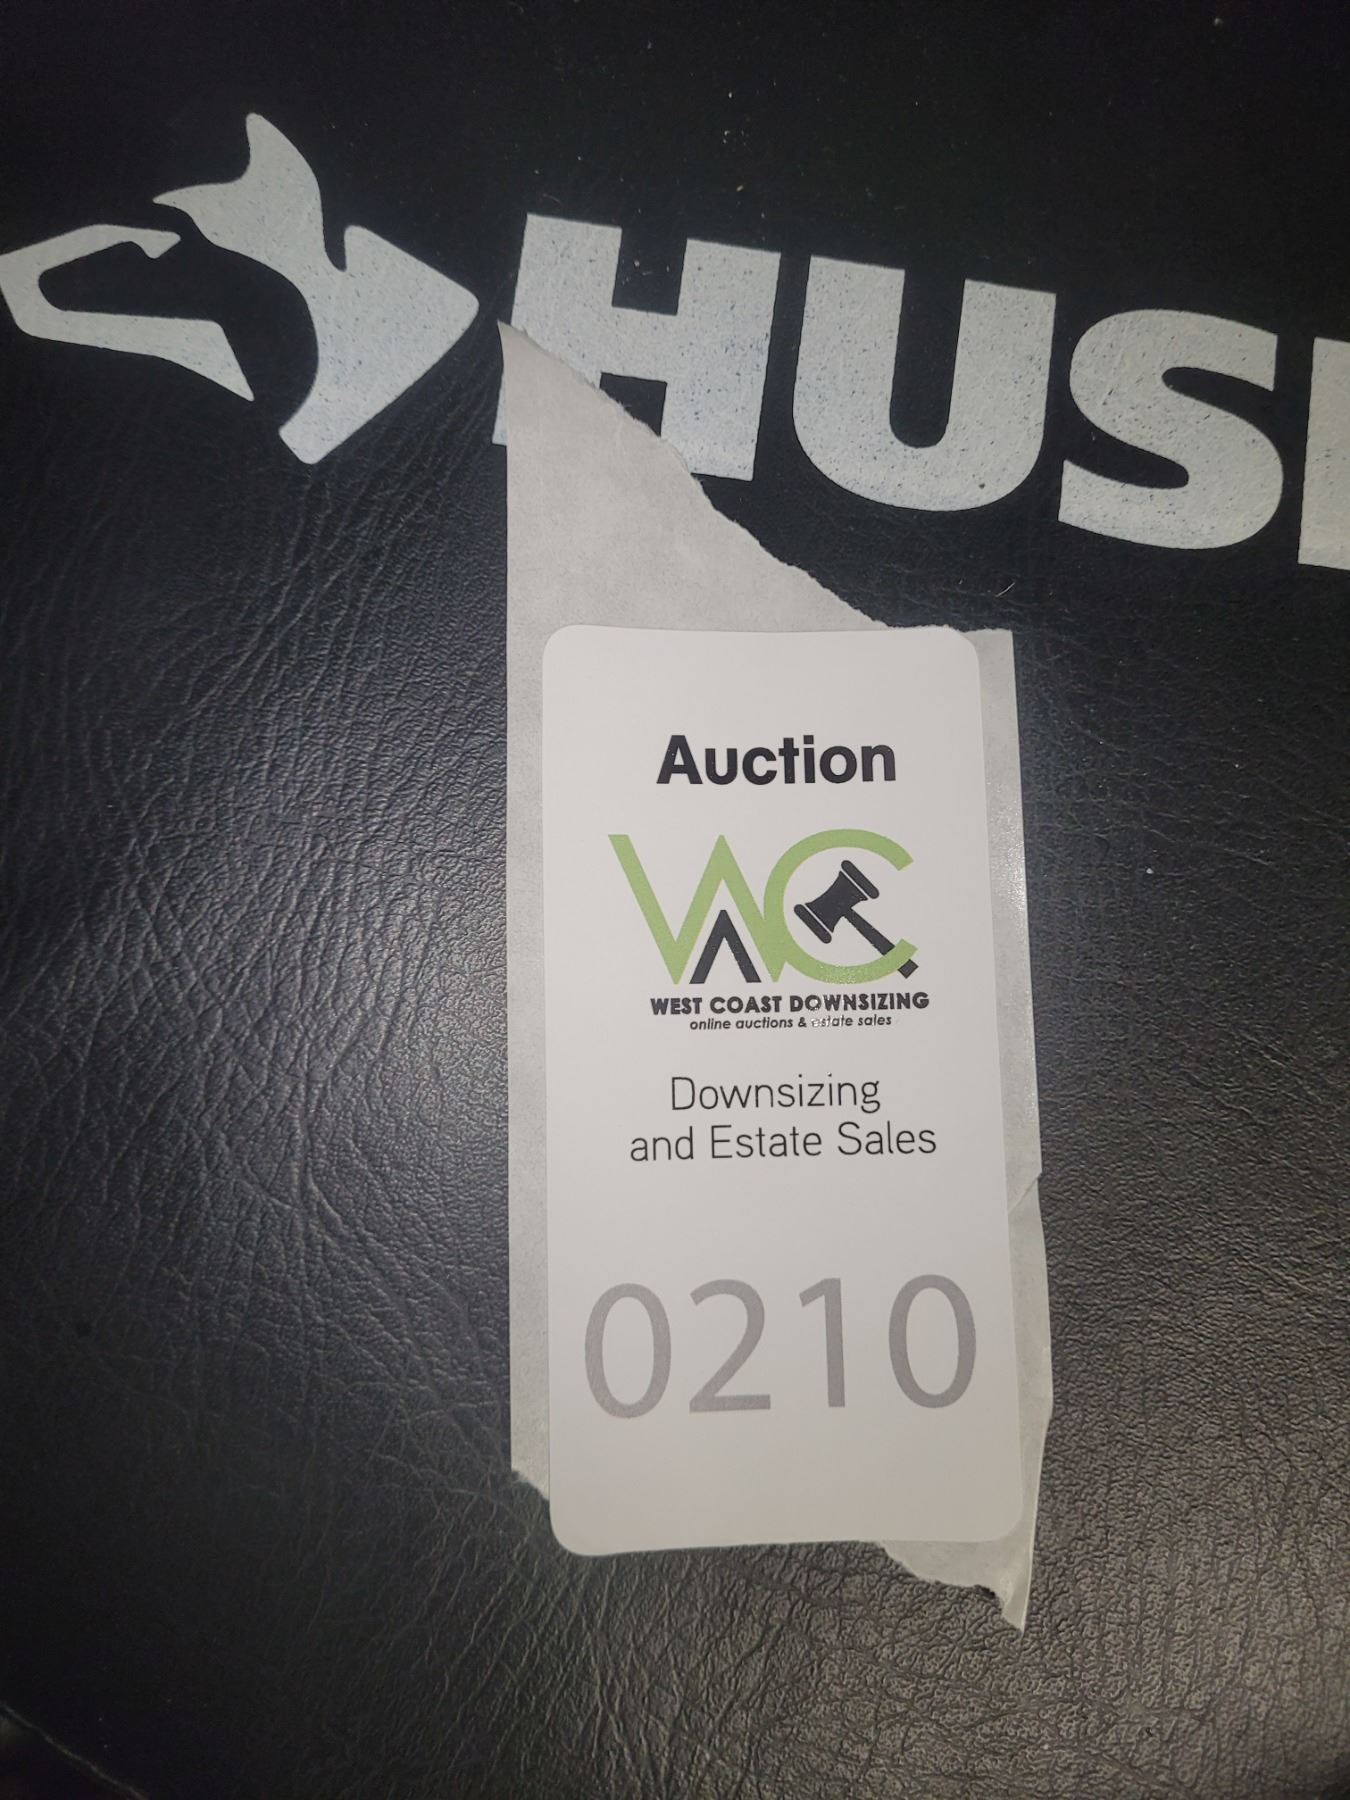 HUS
Auction
WC
WEST COAST DOWNSIZING
online auctions & estate sales
Downsizing
and Estate Sales
0210